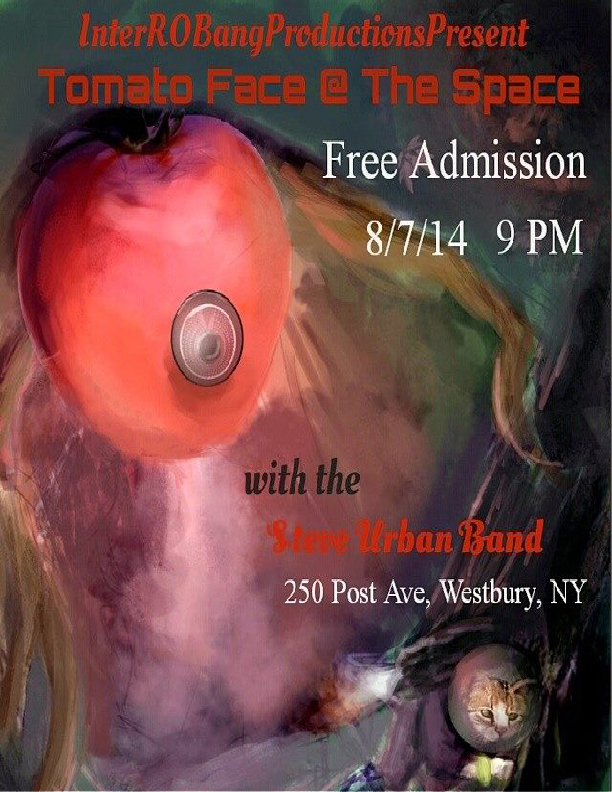 InterROBangProductionsPresent
Tomato Face @ The Space
Free Admission
8/7/14 9 PM
with the
Steve Urban Band
250 Post Ave, Westbury, NY